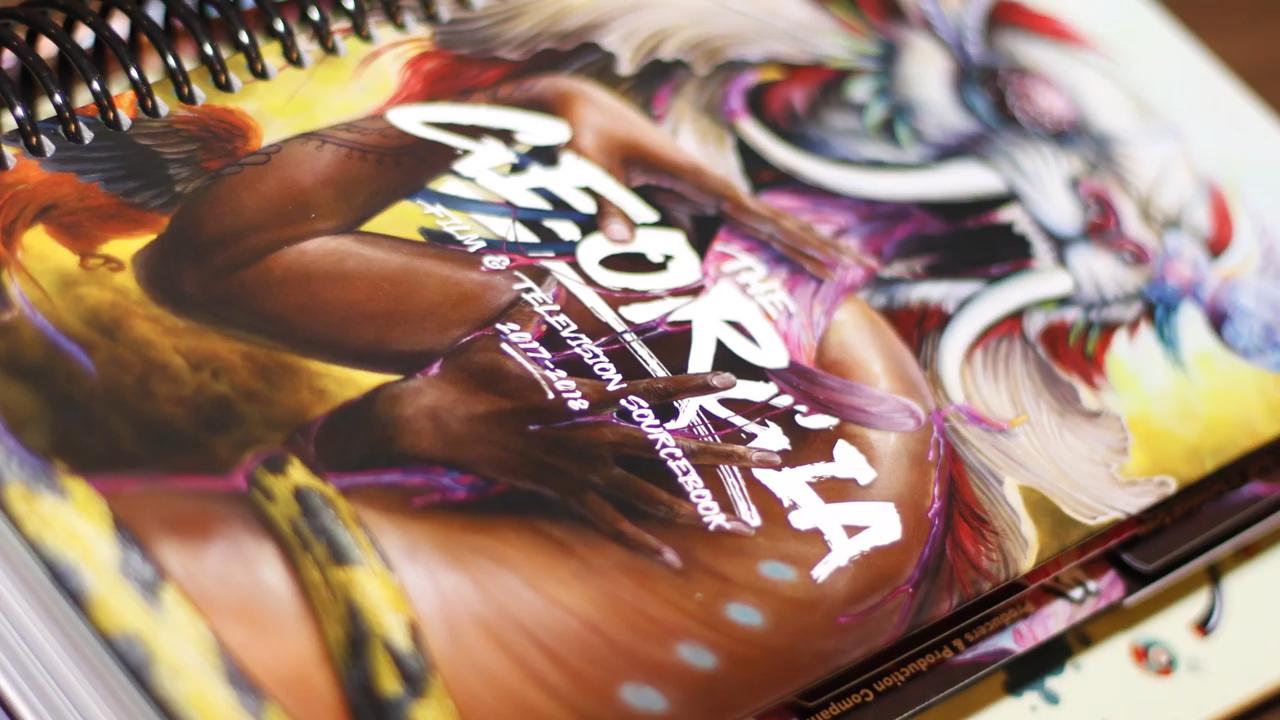 THE
GEORGIA
FILM & TELEVISION SOURCEBOOK
2017-2018
Producers & Production Compan